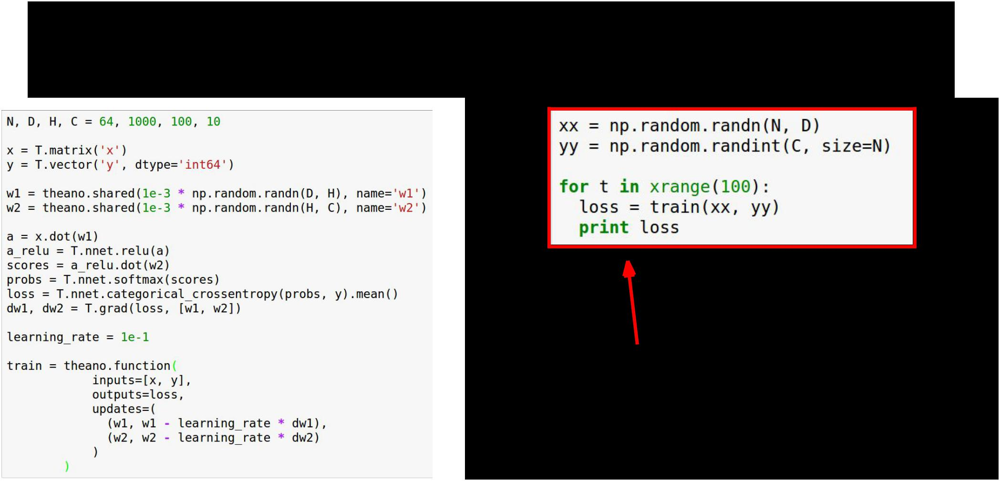 N, D, H, C = 64, 1000, 100, 10
x = T.matrix('x')
y = T.vector('y', dtype='int64')
w1 = theano.shared(1e-3 * np.random.randn(D, H), name='w1')
w2 = theano.shared(1e-3 * np.random.randn(H, C), name='w2')
a = x.dot(w1)
a_relu = T.nnet.relu(a)
scores = a_relu.dot(w2)
probs = T.nnet.softmax(scores)
loss = T.nnet.categorical_crossentropy(probs, y).mean()
dw1, dw2 = T.grad(loss, [w1, w2])
learning_rate = 1e-1
train = theano.function(
            inputs=[x, y],
            outputs=loss,
            updates=(
              (w1, w1 - learning_rate * dw1),
              (w2, w2 - learning_rate * dw2)
            )
        )
xx = np.random.randn(N, D)
yy = np.random.randint(C, size=N)
for t in xrange(100):
  loss = train(xx, yy)
  print loss